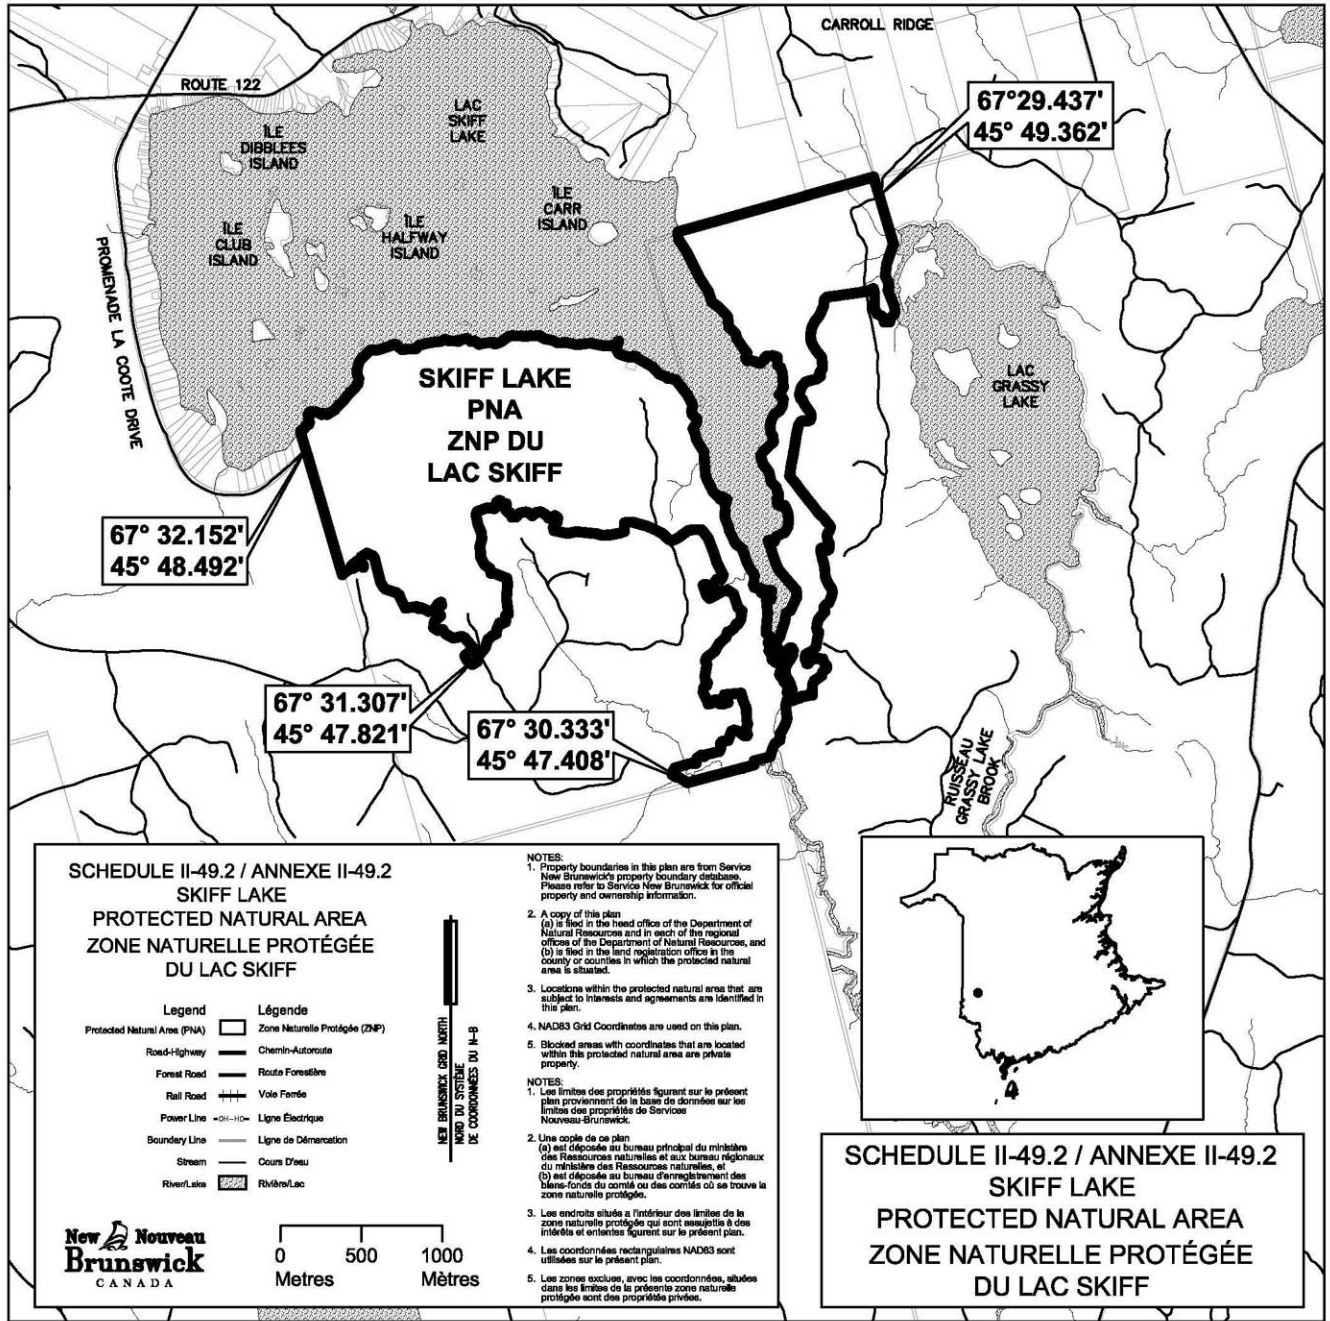 CARROLL RIDGE
ROUTE 122
LAC
SKIFF
LAKE
67°29.437'
45° 49.362'
ÎLE
DIBBLEES
ISLAND
ÎLE
CARR
ISLAND
ÎLE
CLUB
ISLAND
ÎLE
HALFWAY
ISLAND
PROMENADE LA COOTE DRIVE
LAC
GRASSY
LAKE
SKIFF LAKE
PNA
ZNP DU
LAC SKIFF
67° 32.152'
45° 48.492'
67° 31.307'
45° 47.821'
67° 30.333'
45° 47.408'
RUISSEAU
GRASSY LAKE
BROOK
SCHEDULE II-49.2 / ANNEXE II-49.2
SKIFF LAKE
PROTECTED NATURAL AREA
ZONE NATURELLE PROTÉGÉE
DU LAC SKIFF
Legend Légende
Protected Natural Area (PNA) Zone Naturelle Protégée (ZNP)
Road-Highway Chemin-Autoroute
Forest Road Route Forestière
Rail Road Voie Ferrée
Power Line -OH-HO- Ligne Électrique
Boundary Line Ligne de Démarcation
Stream Cours D'eau
River/Lake Rivière/Lac
NEW BRUNSWICK GRID NORTH
NORD DU SYSTÈME
DE COORDONNÉES DU N-B
New Nouveau
Brunswick
CANADA
0 500 1000
Metres Mètres
NOTES:
1. Property boundaries in this plan are from Service
New Brunswick's property boundary database.
Please refer to Service New Brunswick for official
property and ownership information.
2. A copy of this plan
(a) is filed in the head office of the Department of
Natural Resources and in each of the regional
offices of the Department of Natural Resources, and
(b) is filed in the land registration office in the
county or counties in which the protected natural
area is situated.
3. Locations within the protected natural area that are
subject to interests and agreements are identified in
this plan.
4. NAD83 Grid Coordinates are used on this plan.
5. Blocked areas with coordinates that are located
within this protected natural area are private
property.
NOTES:
1. Les limites des propriétés figurant sur le présent
plan proviennent de la base de données sur les
limites des propriétés de Services
Nouveau-Brunswick.
2. Une copie de ce plan
(a) est déposée au bureau principal du ministère
des Ressources naturelles et aux bureau régionaux
du ministère des Ressources naturelles, et
(b) est déposée au bureau d'enregistrement des
biens-fonds du comté ou des comtés où se trouve la
zone naturelle protégée.
3. Les endroits situés a l'intérieur des limites de la
zone naturelle protégée qui sont assujettis à des
intérêts et ententes figurent sur le présent plan.
4. Les coordonnées rectangulaires NAD83 sont
utilisées sur le présent plan.
5. Les zones exclues, avec les coordonnées, situées
dans les limites de la présente zone naturelle
protégée sont des propriétés privées.
SCHEDULE II-49.2 / ANNEXE II-49.2
SKIFF LAKE
PROTECTED NATURAL AREA
ZONE NATURELLE PROTÉGÉE
DU LAC SKIFF